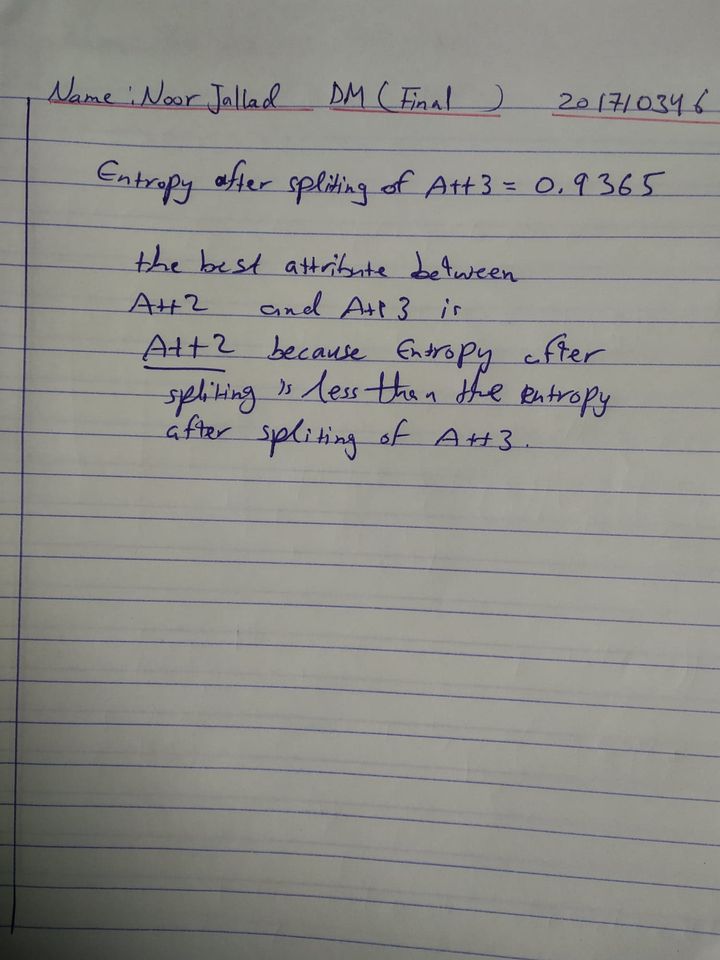 Name: Noor Jallad DM (Final ) 201710346
Entropy after spliting of Att3 = 0.9365
the best attribute between
Att2 and Att3 is
Att2 because Entropy after
spliting is less than the entropy
after spliting of Att3.